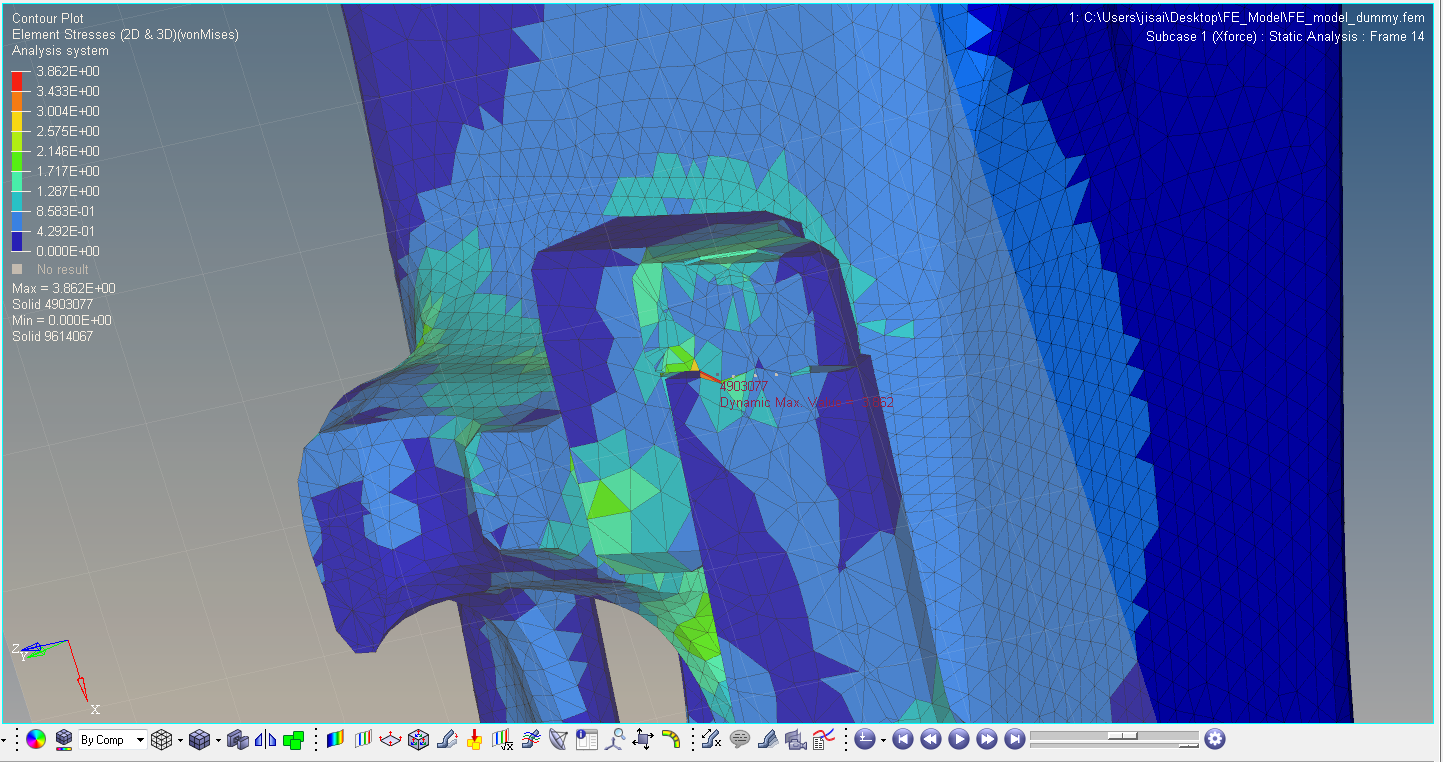 Contour Plot
Element Stresses (2D & 3D)(vonMises)
Analysis system
3.862E+00
3.433E+00
3.004E+00
2.575E+00
2.146E+00
1.717E+00
1.287E+00
8.583E-01
4.292E-01
0.000E+00
No result
Max = 3.862E+00
Solid 4903077
Min = 0.000E+00
Solid 9614067
1: C:\Users\jisai\Desktop\FE_Model\FE_model_dummy.fem
Subcase 1 (Xforce) : Static Analysis : Frame 14
4903077
Dynamic Max.
Z
Y
X
By Comp